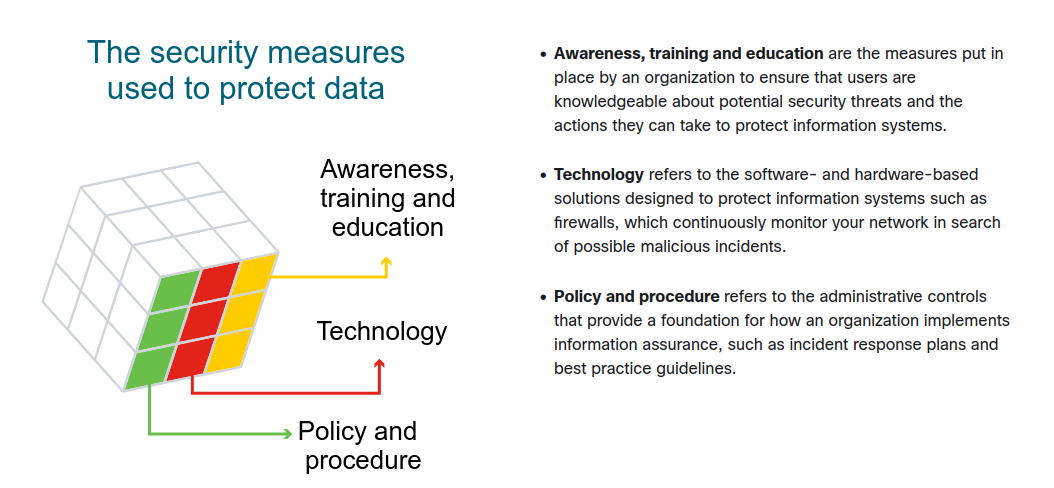 The security measures
used to protect data
Awareness,
training and
education
Technology
Policy and
procedure
• Awareness, training and education are the measures put in
place by an organization to ensure that users are
knowledgeable about potential security threats and the
actions they can take to protect information systems.
• Technology refers to the software- and hardware-based
solutions designed to protect information systems such as
firewalls, which continuously monitor your network in search
of possible malicious incidents.
• Policy and procedure refers to the administrative controls
that provide a foundation for how an organization implements
information assurance, such as incident response plans and
best practice guidelines.